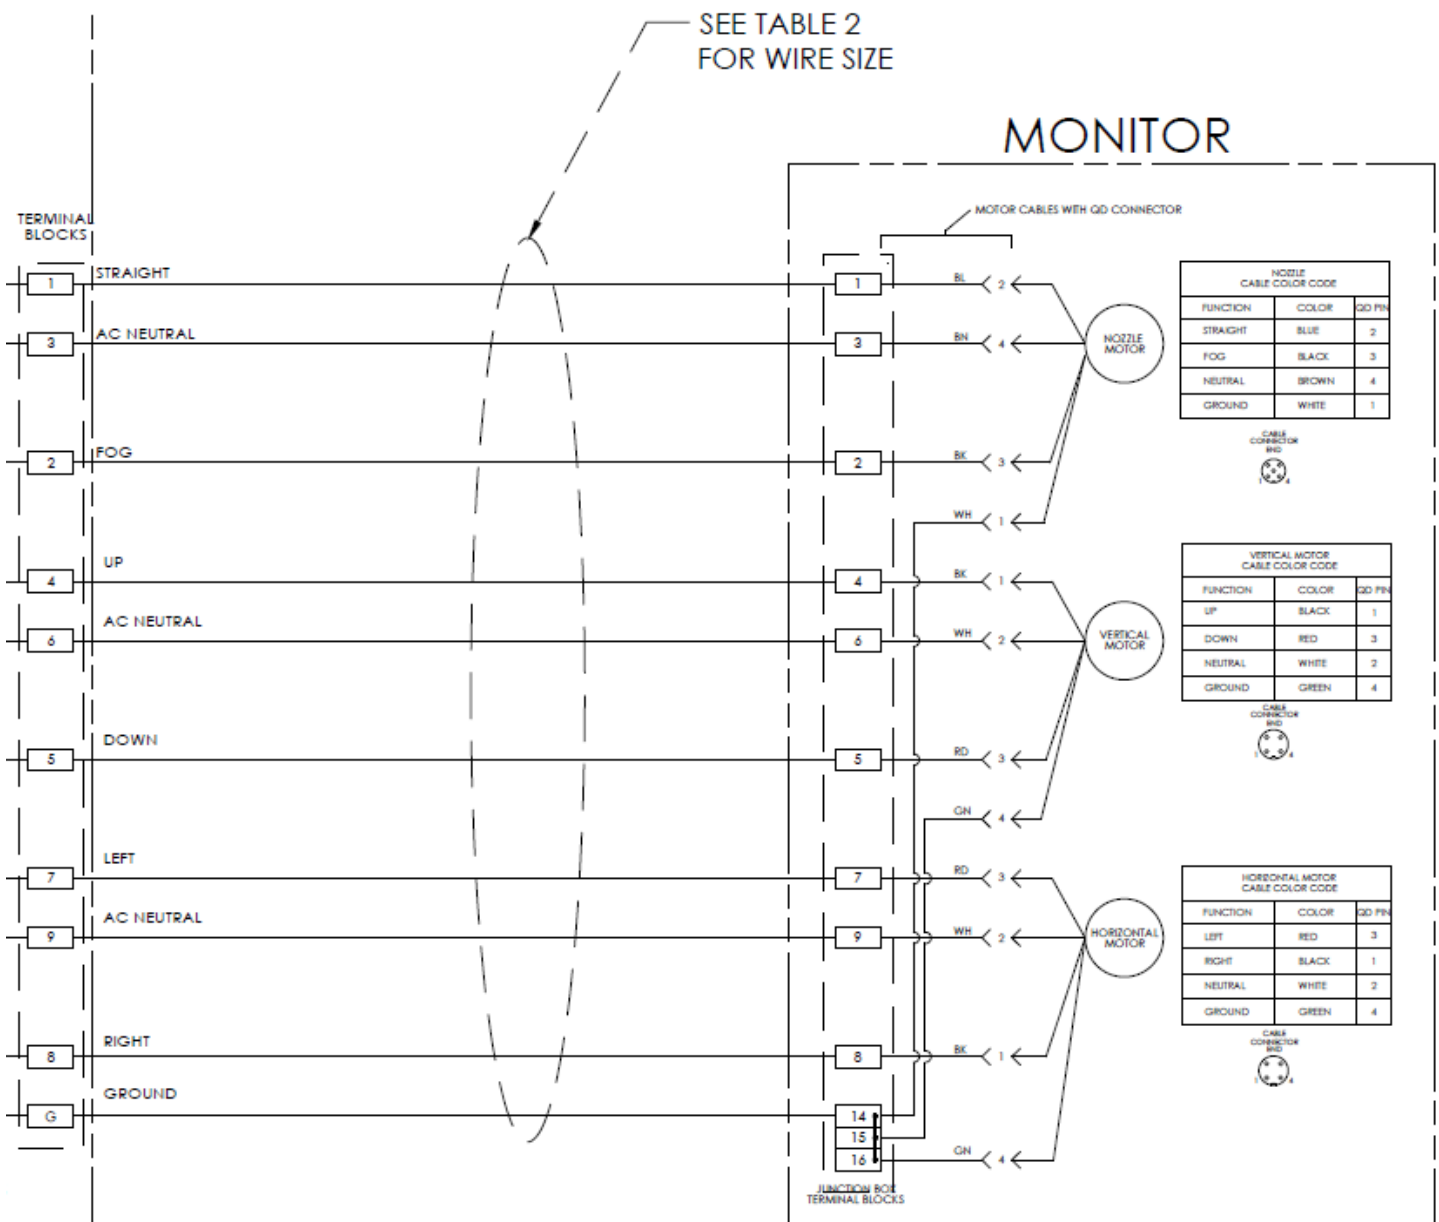 SEE TABLE 2
FOR WIRE SIZE
MONITOR
MOTOR CABLES WITH QD CONNECTOR
TERMINAL
BLOCKS
1 STRAIGHT 1 BL 2
3 AC NEUTRAL 3 BN 4
NOZZLE
MOTOR
2 FOG 2 BK 3
WH 1
4 UP 4 BK 1
6 AC NEUTRAL 6 WH 2
VERTICAL
MOTOR
5 DOWN 5 RD 3
GN 4
7 LEFT 7 RD 3
9 AC NEUTRAL 9 WH 2
HORIZONTAL
MOTOR
8 RIGHT 8 BK 1
G GROUND 14
15
16 GN 4
JUNCTION BOX
TERMINAL BLOCKS
NOZZLE
CABLE COLOR CODE
FUNCTION COLOR QD PIN
STRAIGHT BLUE 2
FOG BLACK 3
NEUTRAL BROWN 4
GROUND WHITE 1
CABLE
CONNECTOR
END
1 4
VERTICAL MOTOR
CABLE COLOR CODE
FUNCTION COLOR QD PIN
UP BLACK 1
DOWN RED 3
NEUTRAL WHITE 2
GROUND GREEN 4
CABLE
CONNECTOR
END
1 4
HORIZONTAL MOTOR
CABLE COLOR CODE
FUNCTION COLOR QD PIN
LEFT RED 3
RIGHT BLACK 1
NEUTRAL WHITE 2
GROUND GREEN 4
CABLE
CONNECTOR
END
1 4